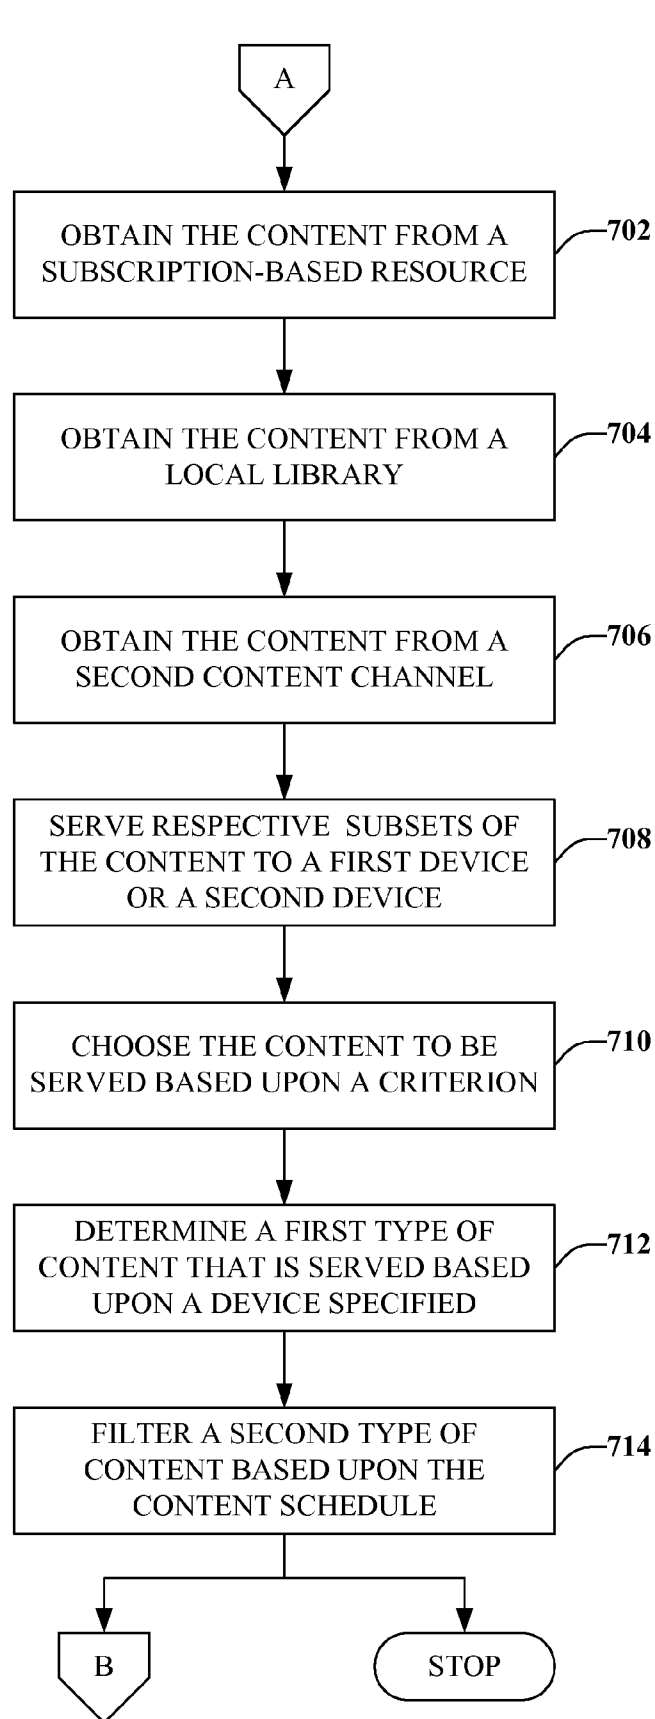 A
OBTAIN THE CONTENT FROM A
SUBSCRIPTION-BASED RESOURCE
702
OBTAIN THE CONTENT FROM A
LOCAL LIBRARY
704
OBTAIN THE CONTENT FROM A
SECOND CONTENT CHANNEL
706
SERVE RESPECTIVE SUBSETS OF
THE CONTENT TO A FIRST DEVICE
OR A SECOND DEVICE
708
CHOOSE THE CONTENT TO BE
SERVED BASED UPON A CRITERION
710
DETERMINE A FIRST TYPE OF
CONTENT THAT IS SERVED BASED
UPON A DEVICE SPECIFIED
712
FILTER A SECOND TYPE OF
CONTENT BASED UPON THE
CONTENT SCHEDULE
714
B
STOP